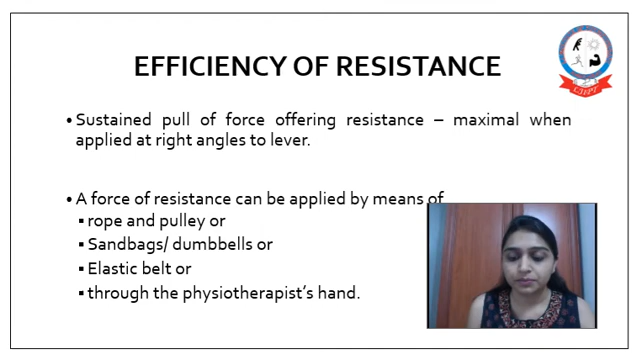 EFFICIENCY OF RESISTANCE
• Sustained pull of force offering resistance – maximal when
applied at right angles to lever.
• A force of resistance can be applied by means of
▪ rope and pulley or
▪ Sandbags/ dumbbells or
▪ Elastic belt or
▪ through the physiotherapist's hand.